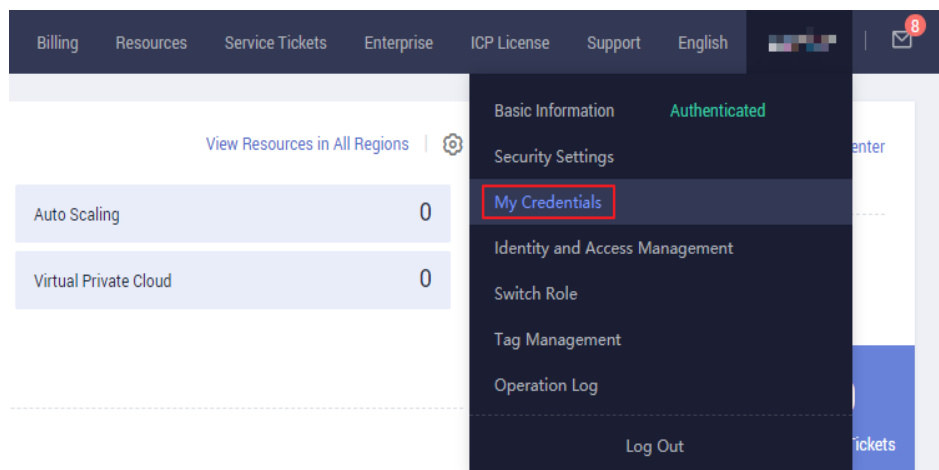 Billing Resources Service Tickets Enterprise ICP License Support English 8
Basic Information Authenticated
View Resources in All Regions
enter
Security Settings
My Credentials
Auto Scaling 0
Identity and Access Management
Virtual Private Cloud 0
Switch Role
Tag Management
Operation Log
Log Out
ickets